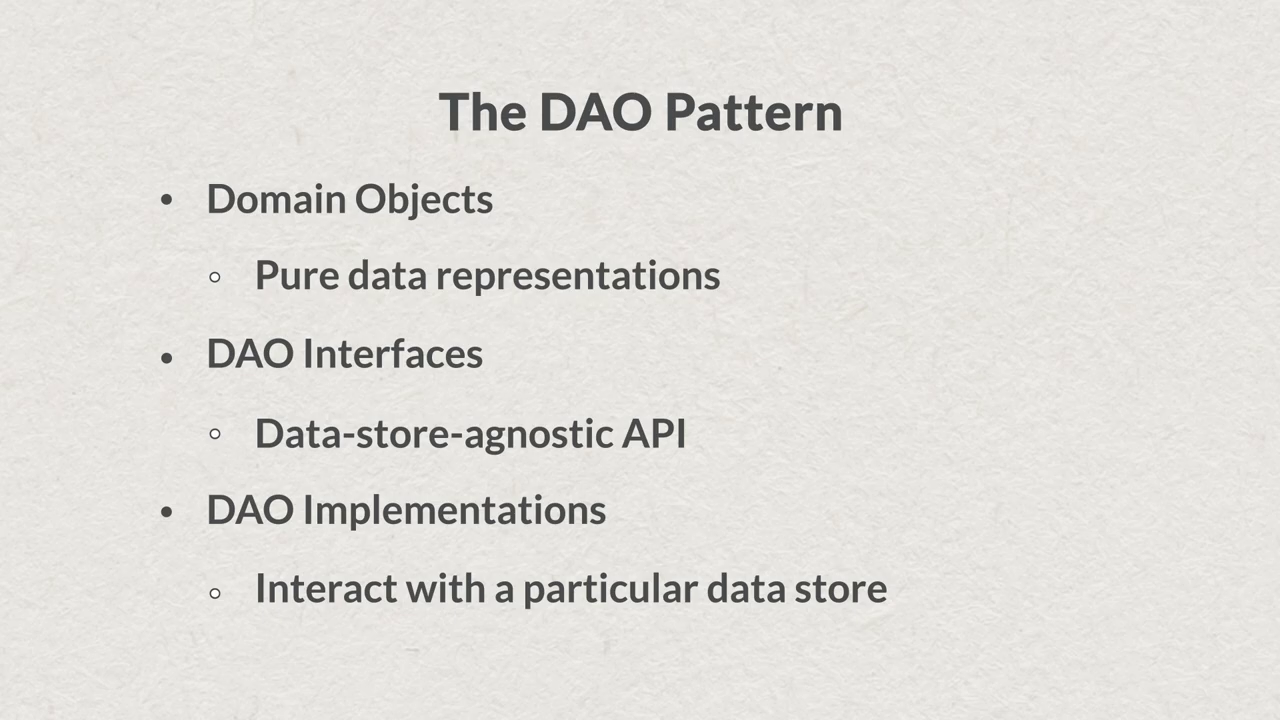 The DAO Pattern
• Domain Objects
◦ Pure data representations
• DAO Interfaces
◦ Data-store-agnostic API
• DAO Implementations
◦ Interact with a particular data store